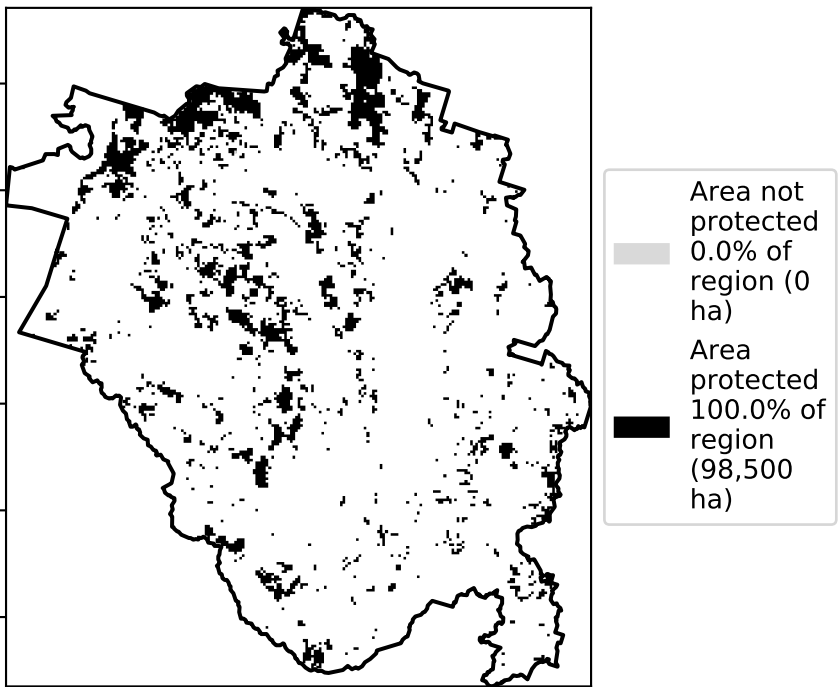 Area not
protected
0.0% of
region (0
ha)
Area
protected
100.0% of
region
(98,500
ha)